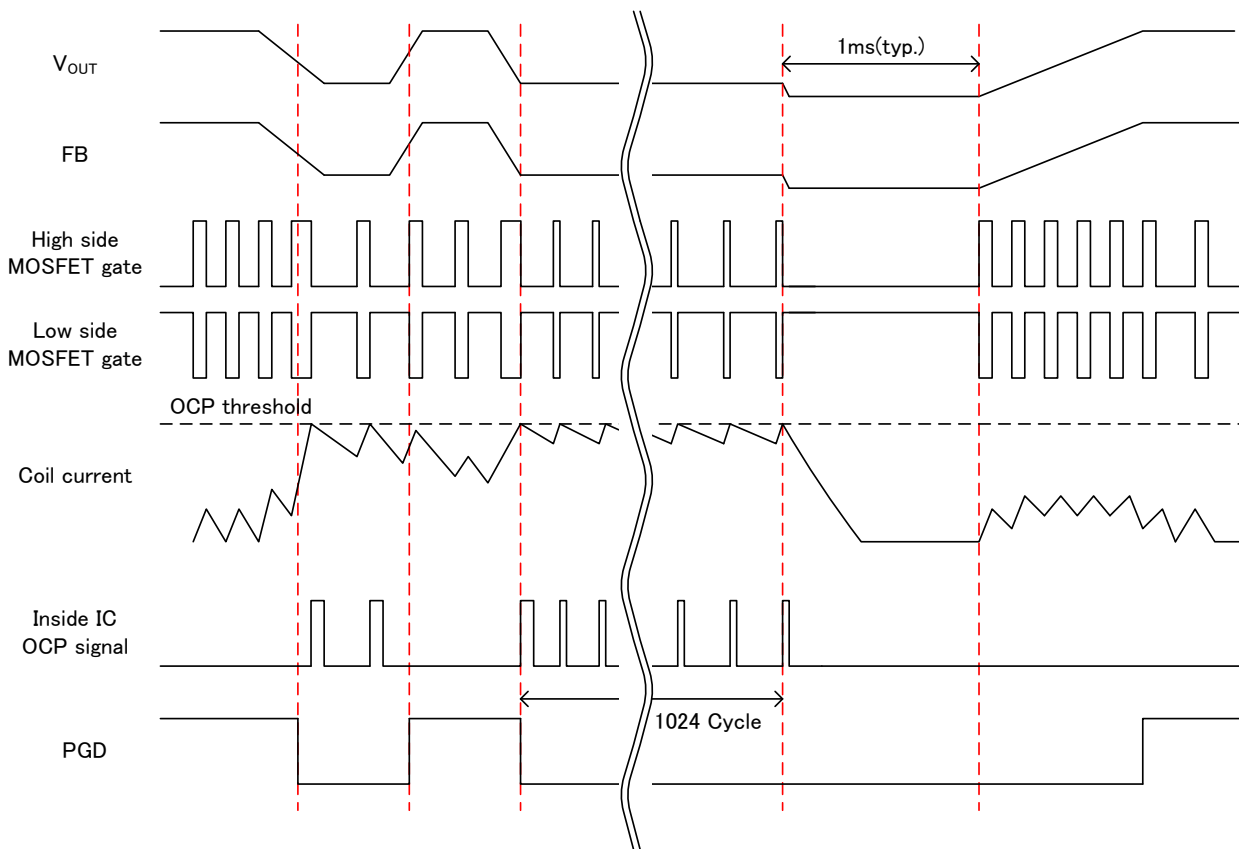 1ms(typ.)
VOUT
FB
High side
MOSFET gate
Low side
MOSFET gate
OCP threshold
Coil current
Inside IC
OCP signal
1024 Cycle
PGD